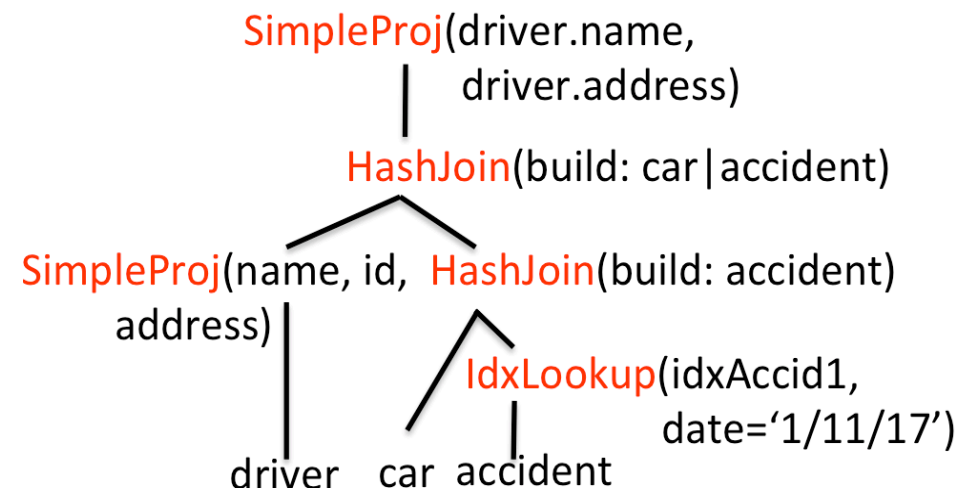 SimpleProj(driver.name,
driver.address)
HashJoin(build: car|accident)
SimpleProj(name, id,
address)
HashJoin(build: accident)
IdxLookup(idxAccid1,
date=‘1/11/17’)
driver car accident